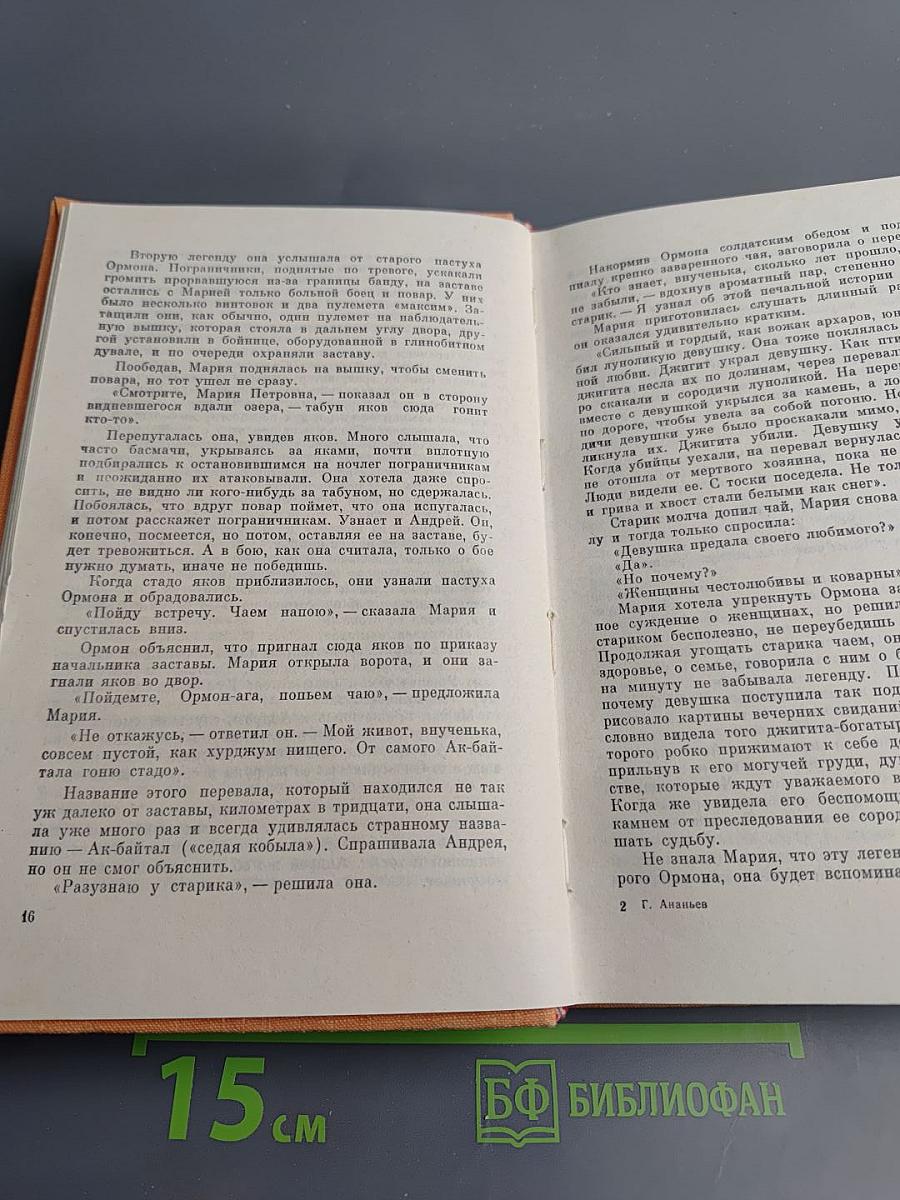 Вторую легенду она услышала от старого пастуха
Ормона. Пограничники, поднятые по тревоге, ускакали
громить прорвавшуюся из-за границы банду, на заставе
остались с Марией только больной боец и повар. У них
было несколько винтовок и два пулемета «максим». За-
тащили они, как обычно, один пулемет на наблюдатель-
ную вышку, которая стояла в дальнем углу двора, дру-
гой установили в бойнице, оборудованной в глинобитном
дувале, и по очереди охраняли заставу.
Пообедав, Мария поднялась на вышку, чтобы сменить
повара, но тот ушел не сразу.
«Смотрите, Мария Петровна, — показал он в сторону
видневшегося вдали озера, — табун яков сюда гонит
кто-то».
Перепугалась она, увидев яков. Много слышала, что
часто басмачи, укрываясь за яками, почти вплотную
подбирались к остановившимся на ночлег пограничникам
и неожиданно их атаковывали. Она хотела даже спро-
сить, не видно ли кого-нибудь за табуном, но сдержалась.
Побоялась, что вдруг повар поймет, что она испугалась,
и потом расскажет пограничникам. Узнает и Андрей. Он,
конечно, посмеется, но потом, оставляя ее на заставе, бу-
дет тревожиться. А в бою, как она считала, только о бое
нужно думать, иначе не победишь.
Когда стадо яков приблизилось, они узнали пастуха
Ормона и обрадовались.
«Пойду встречу. Чаем напою», — сказала Мария и
спустилась вниз.
Ормон объяснил, что пригнал сюда яков по приказу
начальника заставы. Мария открыла ворота, и они за-
гнали яков во двор.
«Пойдемте, Ормон-ага, попьем чаю», — предложила
Мария.
«Не откажусь, — ответил он. — Мой живот, внученька,
совсем пустой, как хурджум нищего. От самого Ак-бай-
тала гоню стадо».
Название этого перевала, который находился не так
уж далеко от заставы, километрах в тридцати, она слыша-
ла уже много раз и всегда удивлялась странному назва-
нию — Ак-байтал («седая кобыла»). Спрашивала Андрея,
но он не смог объяснить.
«Разузнаю у старика», — решила она.
16
Накормив Ормона солдатским обедом и под
пиалу крепко заваренного чая, заговорила о пере
«Кто знает, внученька, сколько лет прошло,
не забыли, — вдохнув ароматный пар, степенно
старик. — Я узнал об этой печальной истории
Мария приготовилась слушать длинный ра
он оказался удивительно кратким.
«Сильный и гордый, как вожак архаров, юн
бил луноликую девушку. Она тоже поклялась
ной любви. Джигит украл девушку. Как пти
джигита несла их по долинам, через перевал
ро скакали и сородичи луноликой. На пере
вместе с девушкой укрылся за камень, а ло
по дороге, чтобы увела за собой погоню. Но
дичи девушки уже было проскакали мимо,
ликнула их. Джигита убили. Девушку у
Когда убийцы уехали, на перевал вернулас
не отошла от мертвого хозяина, пока не
Люди видели ее. С тоски поседела. Не тол
и грива и хвост стали белыми как снег».
Старик молча допил чай, Мария снова
лу и тогда только спросила:
«Девушка предала своего любимого?»
«Да».
«Но почему?»
«Женщины честолюбивы и коварны»
Мария хотела упрекнуть Ормона за
ное суждение о женщинах, но решил
стариком бесполезно, не переубедишь
Продолжая угощать старика чаем, он
здоровье, о семье, говорила с ним о б
на минуту не забывала легенду. П
почему девушка поступила так под
рисовало картины вечерних свидани
словно видела того джигита-богатыр
торого робко прижимают к себе де
прильнув к его могучей груди, ду
стве, которые ждут уважаемого в
Когда же увидела его беспомощ
камнем от преследования ее сород
шать судьбу.
Не знала Мария, что эту леген
рого Ормона, она будет вспомина
2 Г. Ананьев
15 см
БФ БИБЛИОФАН